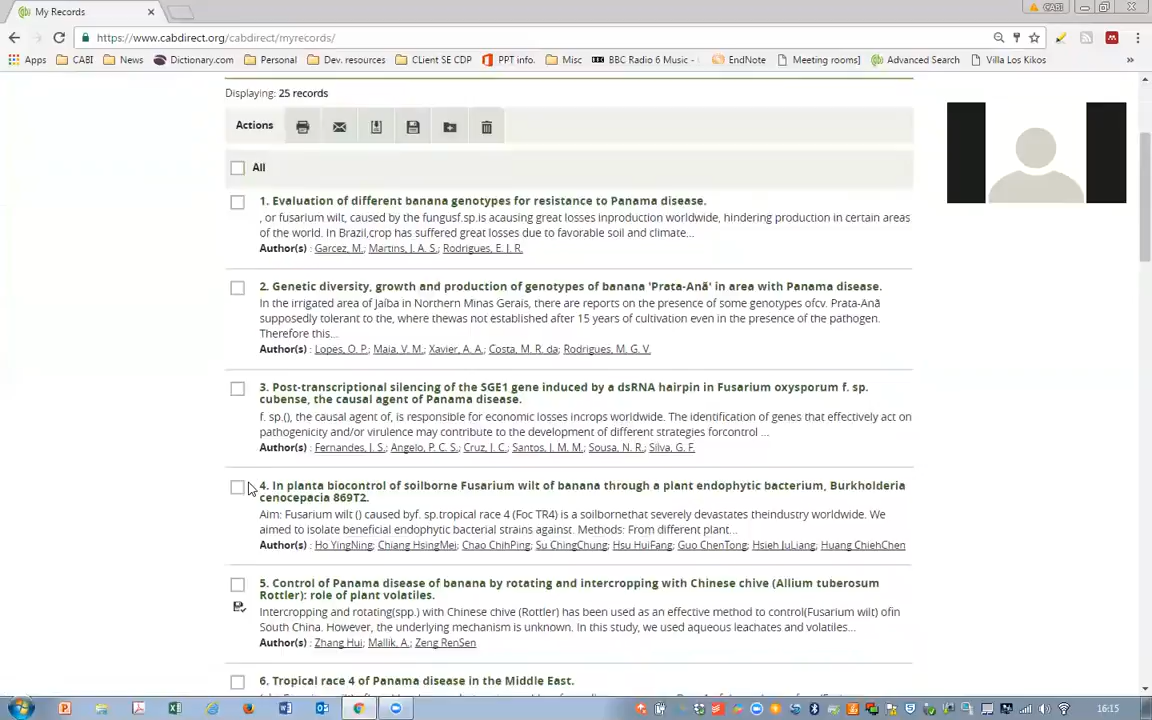 My Records
CABI
https://www.cabdirect.org/cabdirect/myrecords/
Apps CABI News Dictionary.com Personal Dev. resources CLient SE CDP PPT info. Misc BBC Radio 6 Music - EndNote Meeting rooms] Advanced Search Villa Los Kikos »
Displaying: 25 records
Actions
All
1. Evaluation of different banana genotypes for resistance to Panama disease.
, or fusarium wilt, caused by the fungusf.sp.is acausing great losses inproduction worldwide, hindering production in certain areas
of the world. In Brazil,crop has suffered great losses due to favorable soil and climate...
Author(s) : Garcez, M.; Martins, J. A. S.; Rodrigues, E. J. R.
2. Genetic diversity, growth and production of genotypes of banana 'Prata-Anã' in area with Panama disease.
In the irrigated area of Jaíba in Northern Minas Gerais, there are reports on the presence of some genotypes ofcv. Prata-Anã
supposedly tolerant to the, where thewas not established after 15 years of cultivation even in the presence of the pathogen.
Therefore this...
Author(s) : Lopes, O. P.; Maia, V. M.; Xavier, A. A.; Costa, M. R. da; Rodrigues, M. G. V.
3. Post-transcriptional silencing of the SGE1 gene induced by a dsRNA hairpin in Fusarium oxysporum f. sp.
cubense, the causal agent of Panama disease.
f. sp.(), the causal agent of, is responsible for economic losses incrops worldwide. The identification of genes that effectively act on
pathogenicity and/or virulence may contribute to the development of different strategies forcontrol ...
Author(s) : Fernandes, J. S.; Angelo, P. C. S.; Cruz, J. C.; Santos, J. M. M.; Sousa, N. R.; Silva, G. F.
4. In planta biocontrol of soilborne Fusarium wilt of banana through a plant endophytic bacterium, Burkholderia
cenocepacia 869T2.
Aim: Fusarium wilt () caused byf. sp.tropical race 4 (Foc TR4) is a soilbornethat severely devastates theindustry worldwide. We
aimed to isolate beneficial endophytic bacterial strains against. Methods: From different plant...
Author(s) : Ho YingNing; Chiang HsingMei; Chao ChihPing; Su ChingChung; Hsu HuiFang; Guo ChenTong; Hsieh JuLiang; Huang ChiehChen
5. Control of Panama disease of banana by rotating and intercropping with Chinese chive (Allium tuberosum
Rottler): role of plant volatiles.
Intercropping and rotating(spp.) with Chinese chive (Rottler) has been used as an effective method to control(Fusarium wilt) ofin
South China. However, the underlying mechanism is unknown. In this study, we used aqueous leachates and volatiles...
Author(s) : Zhang Hui; Mallik, A.; Zeng RenSen
6. Tropical race 4 of Panama disease in the Middle East.
16:15